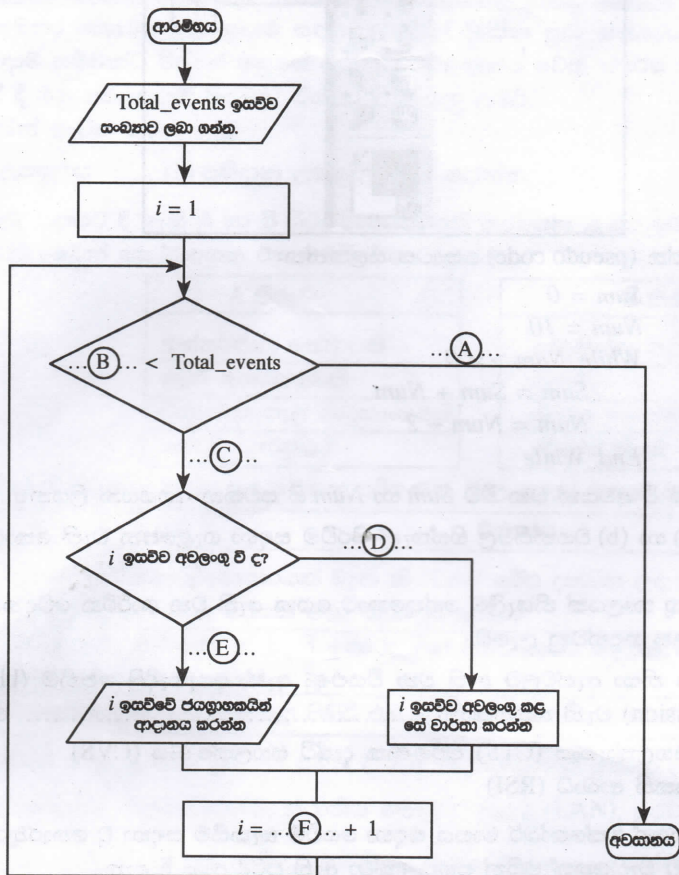 ආරම්භය
Total_events ඉසව්ව
සංඛ්‍යාව ලබා ගන්න.
i = 1
...Ⓑ... < Total_events
...Ⓐ...
...Ⓒ...
i ඉසව්ව අවලංගු වී ද?
...Ⓓ...
...Ⓔ...
i ඉසව්වේ ජයග්‍රාහකයින්
ආදානය කරන්න
i ඉසව්ව අවලංගු කළ
සේ වාර්තා කරන්න
i = ...Ⓕ... + 1
අවසානය